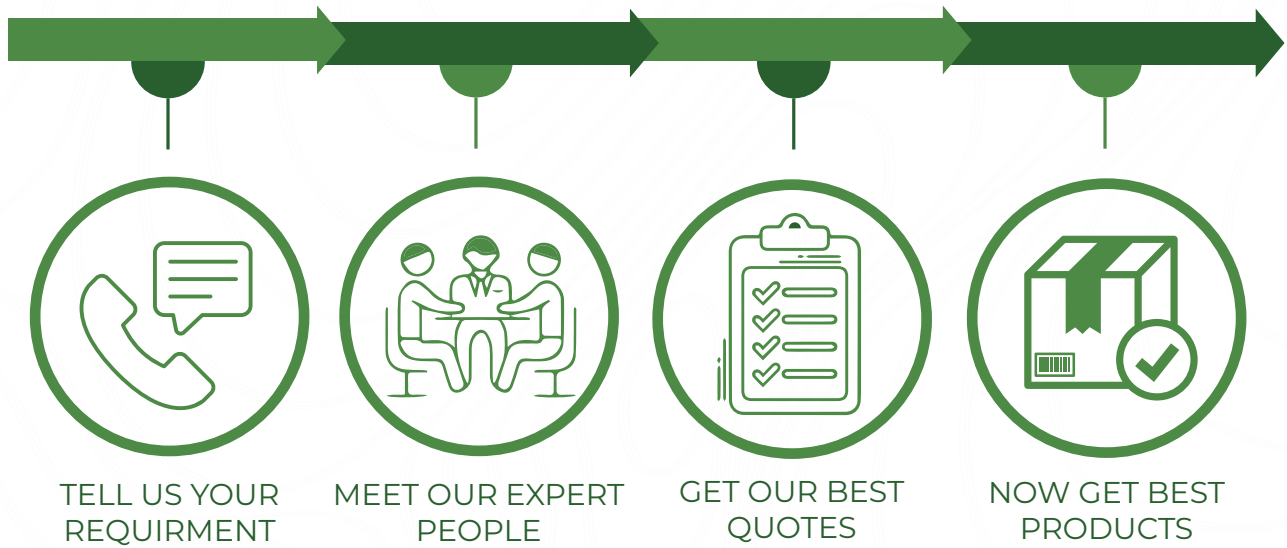 TELL US YOUR
REQUIRMENT
MEET OUR EXPERT
PEOPLE
GET OUR BEST
QUOTES
NOW GET BEST
PRODUCTS